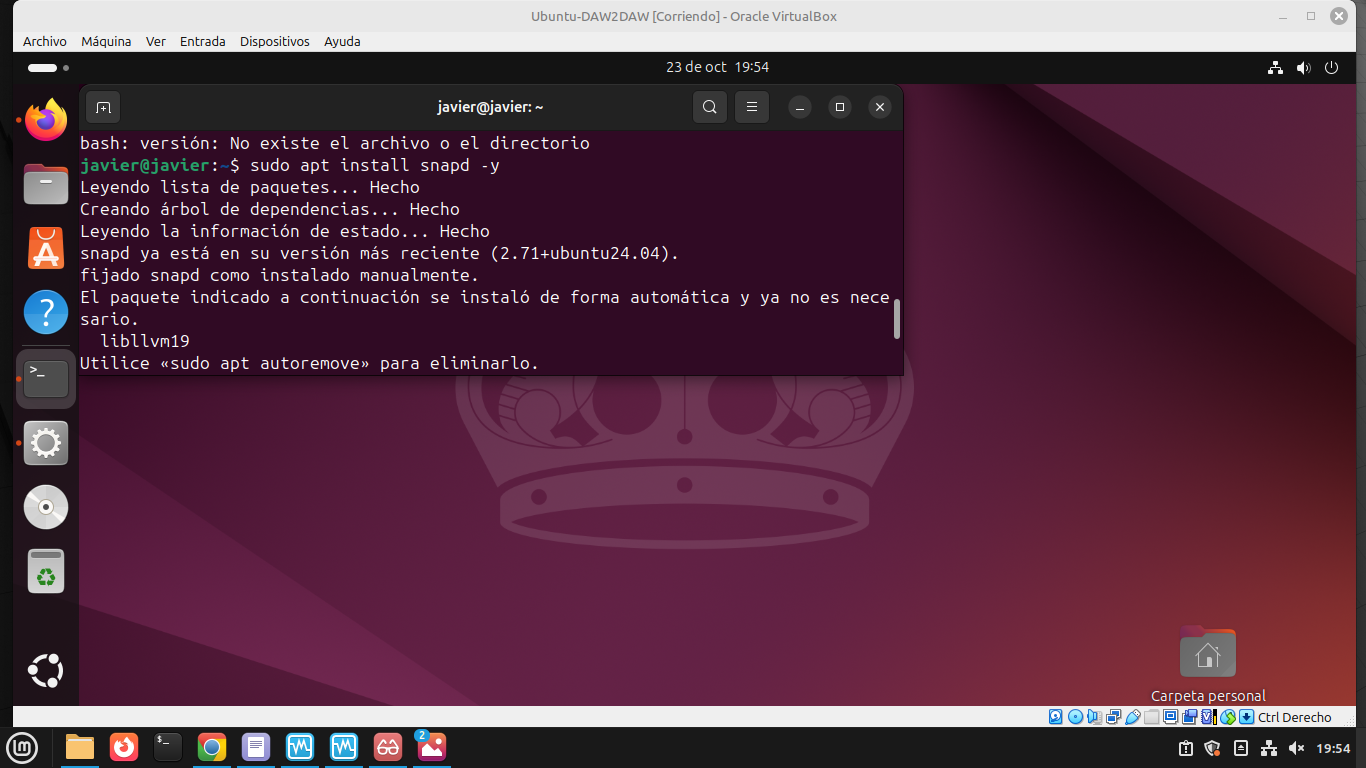 Ubuntu-DAW2DAW [Corriendo] - Oracle VirtualBox
Archivo Máquina Ver Entrada Dispositivos Ayuda
23 de oct 19:54
javier@javier: ~
bash: versión: No existe el archivo o el directorio
javier@javier:~$ sudo apt install snapd -y
Leyendo lista de paquetes... Hecho
Creando árbol de dependencias... Hecho
Leyendo la información de estado... Hecho
snapd ya está en su versión más reciente (2.71+ubuntu24.04).
fijado snapd como instalado manualmente.
El paquete indicado a continuación se instaló de forma automática y ya no es nece
sario.
libllvm19
Utilice «sudo apt autoremove» para eliminarlo.
Carpeta personal
Ctrl Derecho
2
19:54